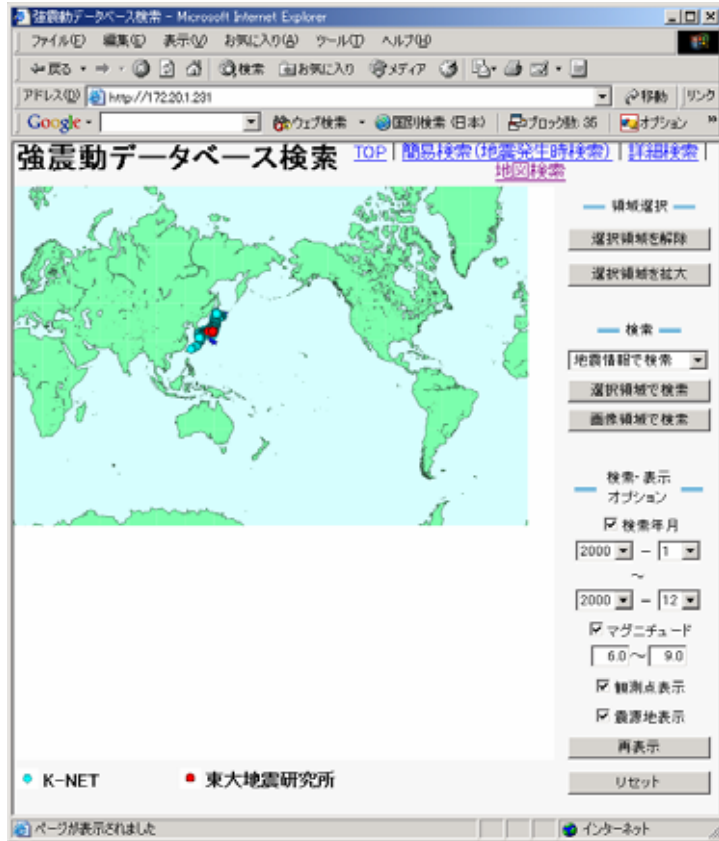 強震動データベース検索 - Microsoft Internet Explorer
ファイル(F) 編集(E) 表示(V) お気に入り(A) ツール(T) ヘルプ(H)
戻る 検索 お気に入り メディア
アドレス(D) http://172.20.1.231 移動 リンク
Google ウェブ検索 国別検索 (日本) ブロック数: 35 オプション »
強震動データベース検索 TOP | 簡易検索(地震発生時検索) | 詳細検索 |
地図検索
領域選択
選択領域を解除
選択領域を拡大
検索
地震情報で検索
選択領域で検索
画像領域で検索
検索・表示
オプション
検索年月
2000 - 1
～
2000 - 12
マグニチュード
6.0 ～ 9.0
観測点表示
震源地表示
再表示
K-NET 東大地震研究所
リセット
ページが表示されました インターネット